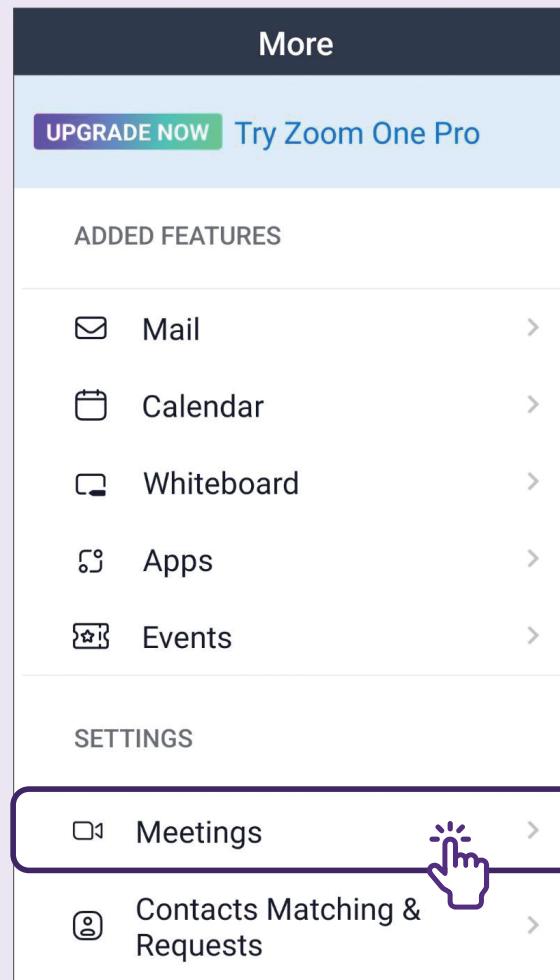 More
UPGRADE NOW Try Zoom One Pro
ADDED FEATURES
Mail
Calendar
Whiteboard
Apps
Events
SETTINGS
Meetings
Contacts Matching &
Requests